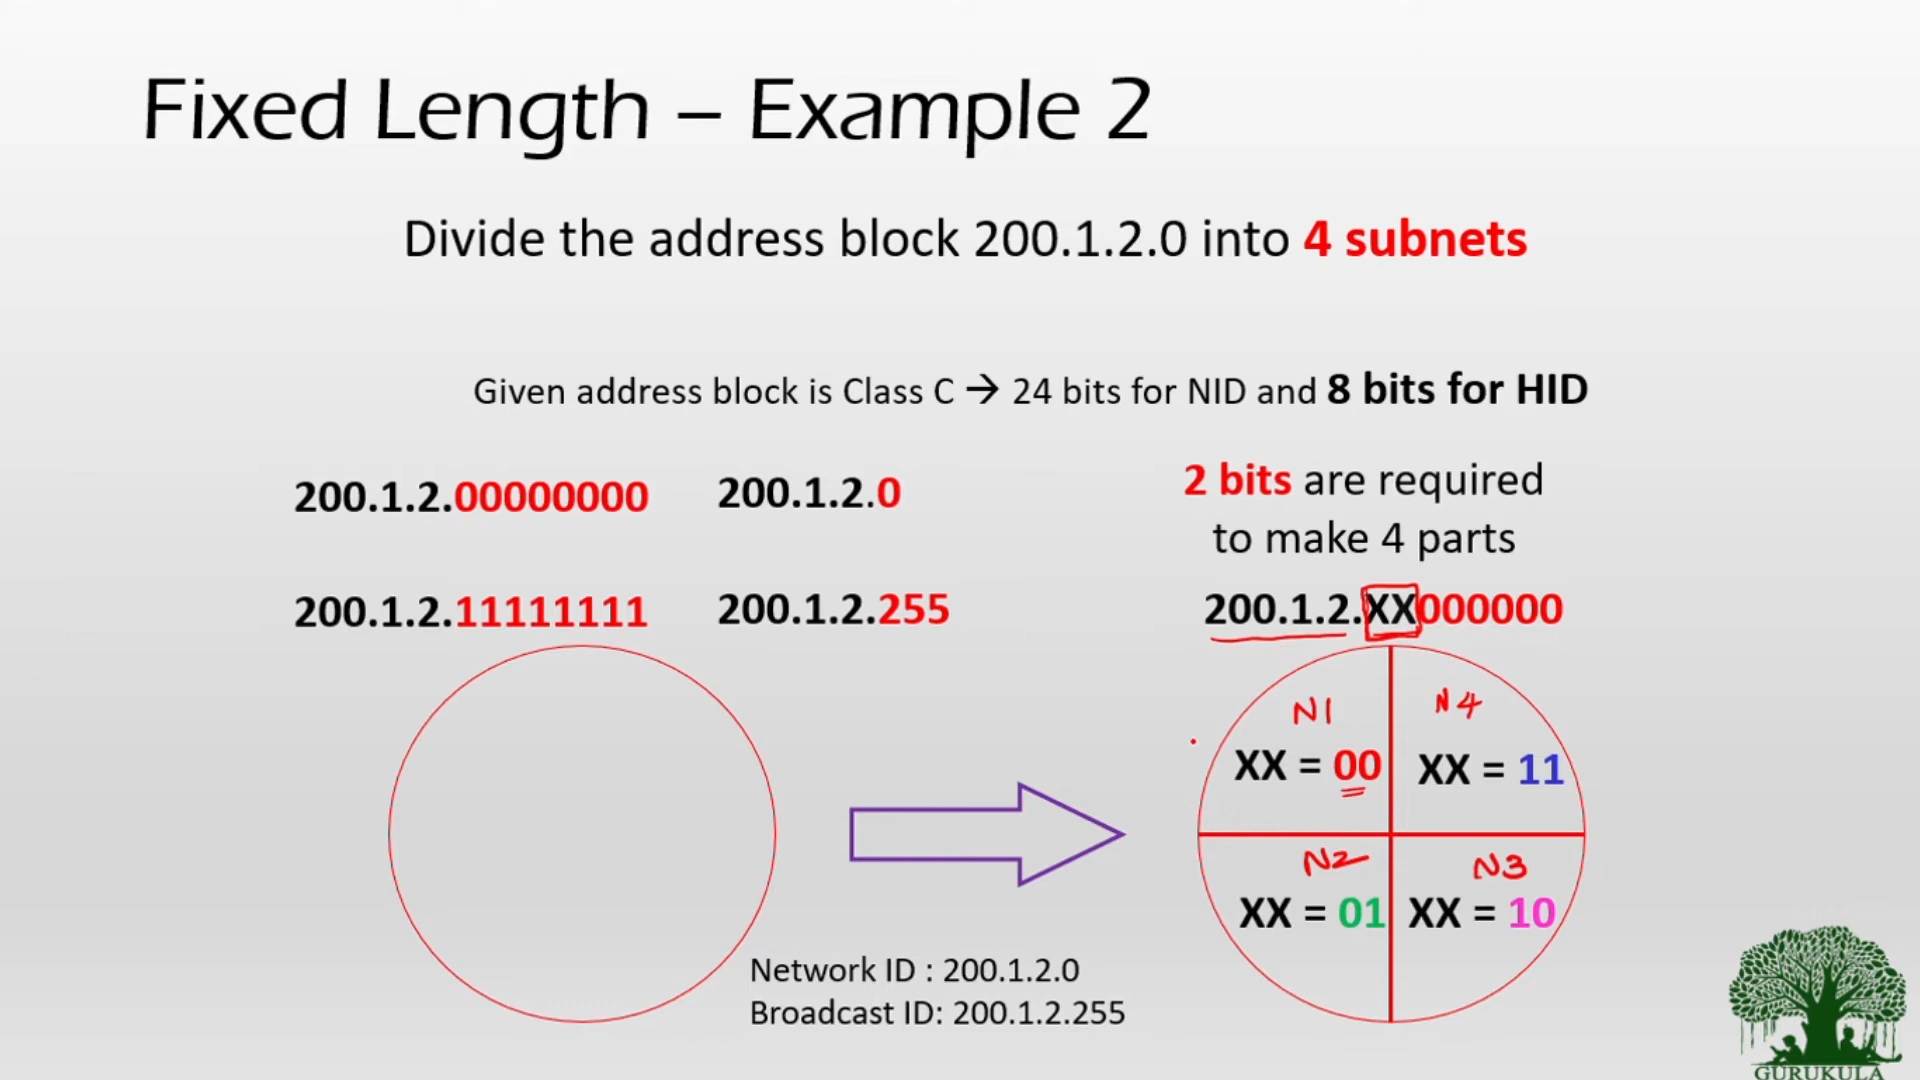 Fixed Length – Example 2
Divide the address block 200.1.2.0 into 4 subnets
Given address block is Class C → 24 bits for NID and 8 bits for HID
200.1.2.00000000
200.1.2.0
200.1.2.11111111
200.1.2.255
2 bits are required
to make 4 parts
200.1.2.XX000000
N1
XX = 00
N4
XX = 11
N2
XX = 01
N3
XX = 10
Network ID : 200.1.2.0
Broadcast ID: 200.1.2.255
GURUKULA